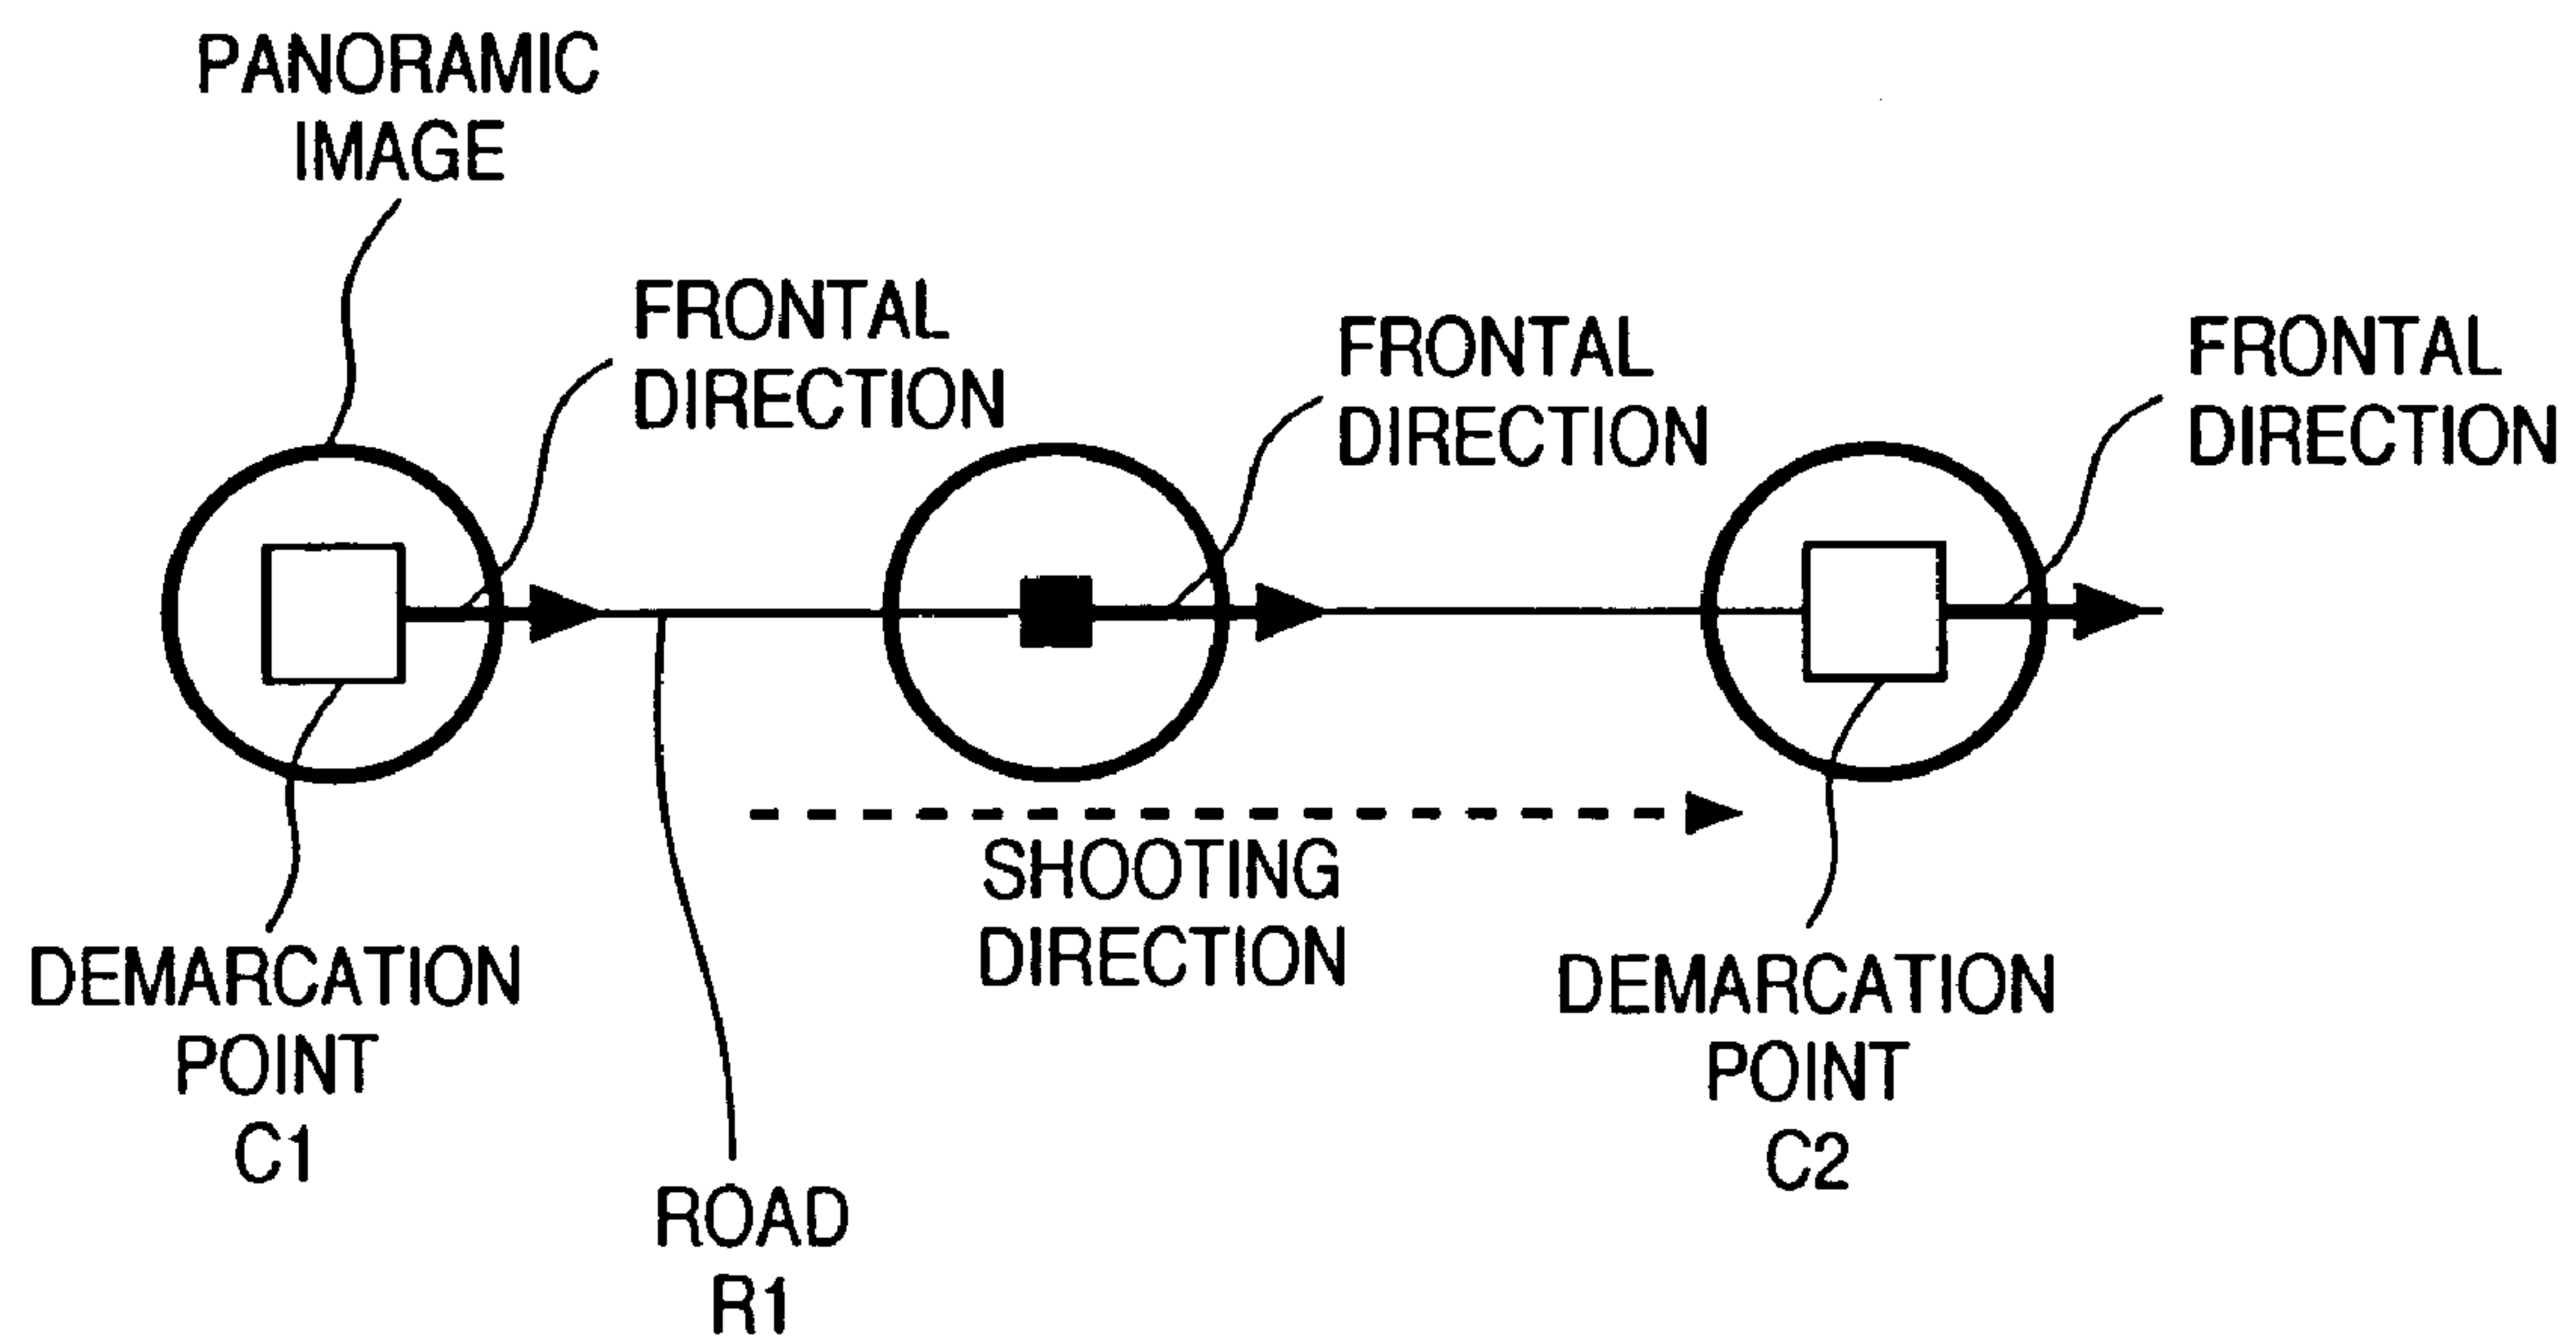 PANORAMIC
IMAGE
FRONTAL
DIRECTION
FRONTAL
DIRECTION
FRONTAL
DIRECTION
SHOOTING
DIRECTION
DEMARCATION
POINT
C1
DEMARCATION
POINT
C2
ROAD
R1